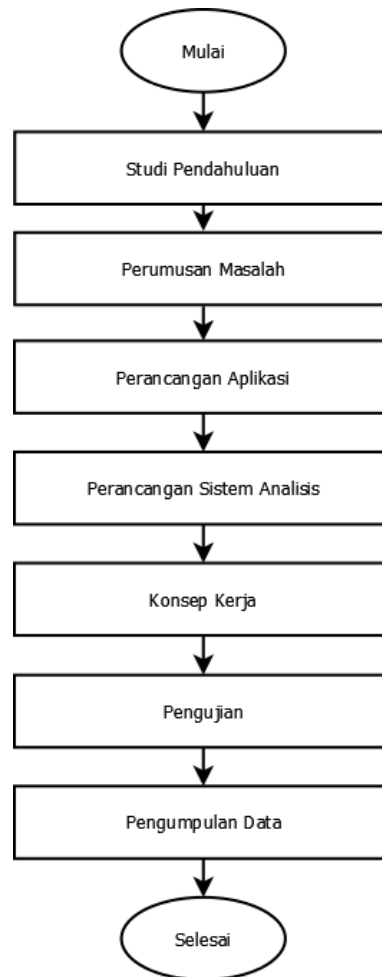 Mulai
Studi Pendahuluan
Perumusan Masalah
Perancangan Aplikasi
Perancangan Sistem Analisis
Konsep Kerja
Pengujian
Pengumpulan Data
Selesai